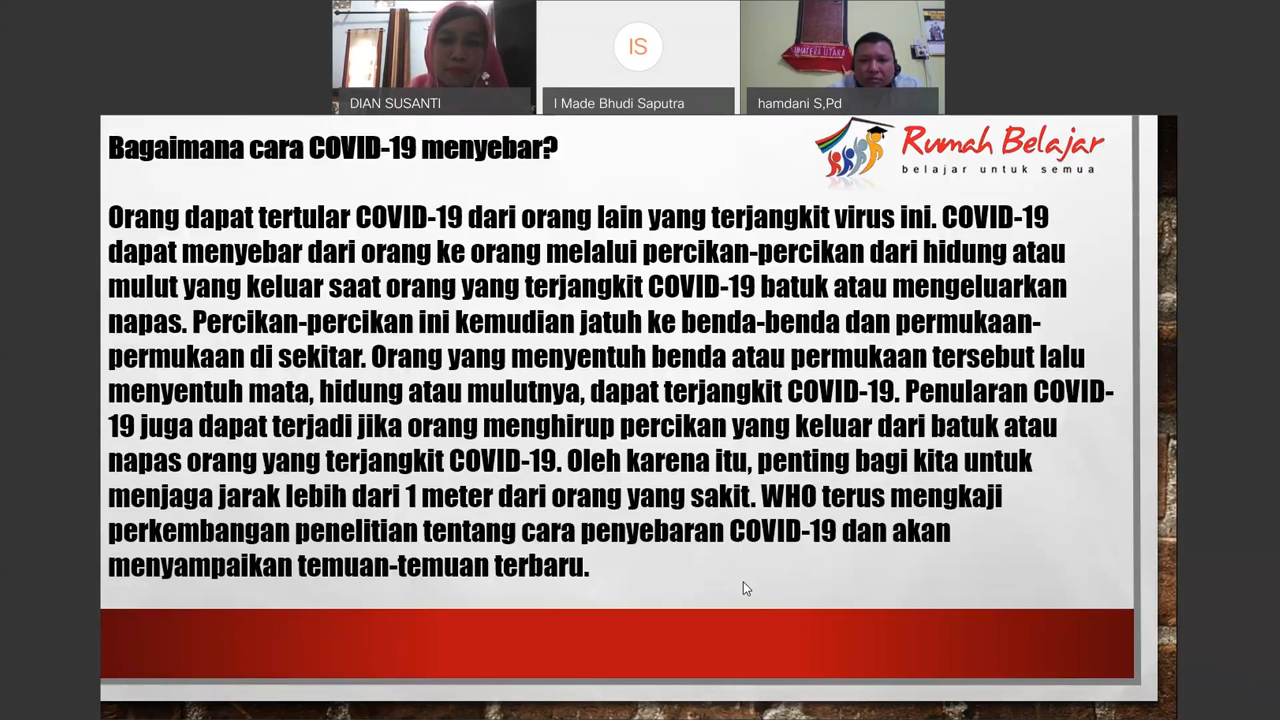 IS
SUMATERA UTARA
DIAN SUSANTI
I Made Bhudi Saputra
hamdani S,Pd
Bagaimana cara COVID-19 menyebar?
Rumah Belajar
belajar untuk semua
Orang dapat tertular COVID-19 dari orang lain yang terjangkit virus ini. COVID-19
dapat menyebar dari orang ke orang melalui percikan-percikan dari hidung atau
mulut yang keluar saat orang yang terjangkit COVID-19 batuk atau mengeluarkan
napas. Percikan-percikan ini kemudian jatuh ke benda-benda dan permukaan-
permukaan di sekitar. Orang yang menyentuh benda atau permukaan tersebut lalu
menyentuh mata, hidung atau mulutnya, dapat terjangkit COVID-19. Penularan COVID-
19 juga dapat terjadi jika orang menghirup percikan yang keluar dari batuk atau
napas orang yang terjangkit COVID-19. Oleh karena itu, penting bagi kita untuk
menjaga jarak lebih dari 1 meter dari orang yang sakit. WHO terus mengkaji
perkembangan penelitian tentang cara penyebaran COVID-19 dan akan
menyampaikan temuan-temuan terbaru.